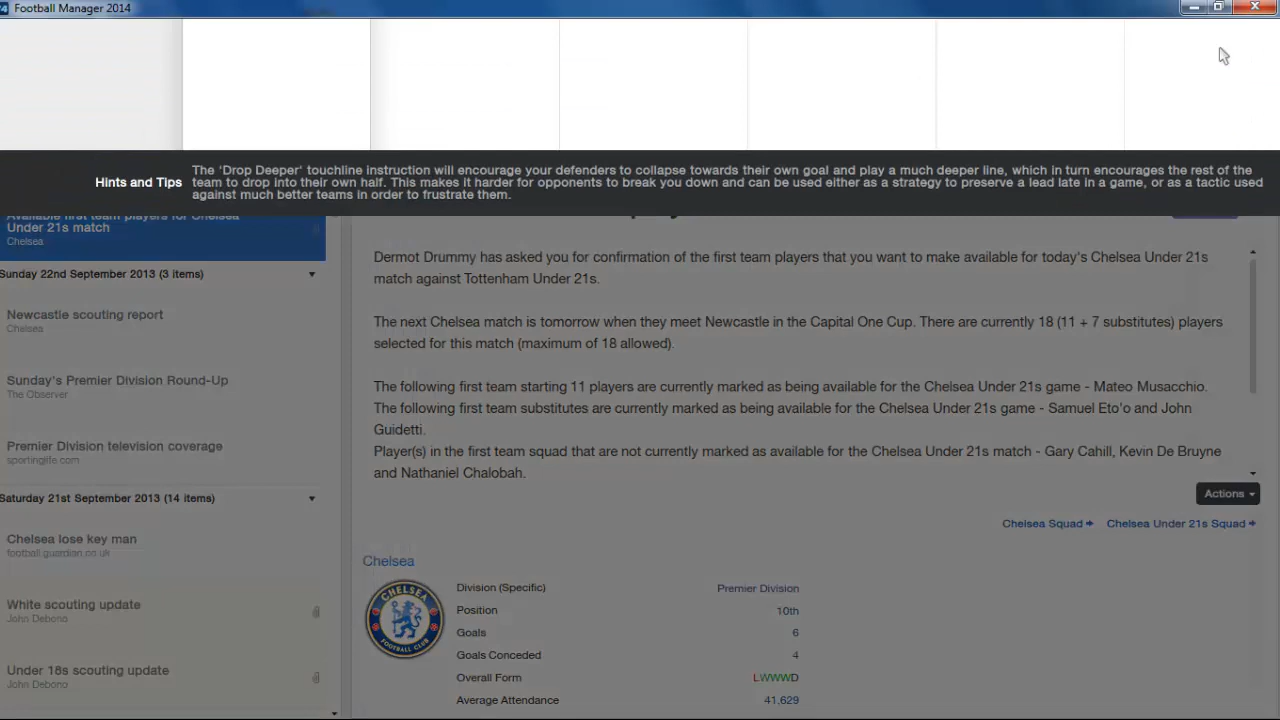 Football Manager 2014
The 'Drop Deeper' touchline instruction will encourage your defenders to collapse towards their own goal and play a much deeper line, which in turn encourages the rest of the
Hints and Tips team to drop into their own half. This makes it harder for opponents to break you down and can be used either as a strategy to preserve a lead late in a game, or as a tactic used
against much better teams in order to frustrate them.
Available first team players for Chelsea
Under 21s match
Chelsea
Sunday 22nd September 2013 (3 items)
Newcastle scouting report
Chelsea
Sunday's Premier Division Round-Up
The Observer
Premier Division television coverage
sportinglife.com
Saturday 21st September 2013 (14 items)
Chelsea lose key man
football.guardian.co.uk
White scouting update
John Debono
Under 18s scouting update
John Debono
Dermot Drummy has asked you for confirmation of the first team players that you want to make available for today's Chelsea Under 21s
match against Tottenham Under 21s.
The next Chelsea match is tomorrow when they meet Newcastle in the Capital One Cup. There are currently 18 (11 + 7 substitutes) players
selected for this match (maximum of 18 allowed).
The following first team starting 11 players are currently marked as being available for the Chelsea Under 21s game - Mateo Musacchio.
The following first team substitutes are currently marked as being available for the Chelsea Under 21s game - Samuel Eto'o and John
Guidetti.
Player(s) in the first team squad that are not currently marked as available for the Chelsea Under 21s match - Gary Cahill, Kevin De Bruyne
and Nathaniel Chalobah.
Actions
Chelsea Squad Chelsea Under 21s Squad
Chelsea
CHELSEA
FOOTBALL CLUB
Division (Specific) Premier Division
Position 10th
Goals 6
Goals Conceded 4
Overall Form LWWWD
Average Attendance 41,629